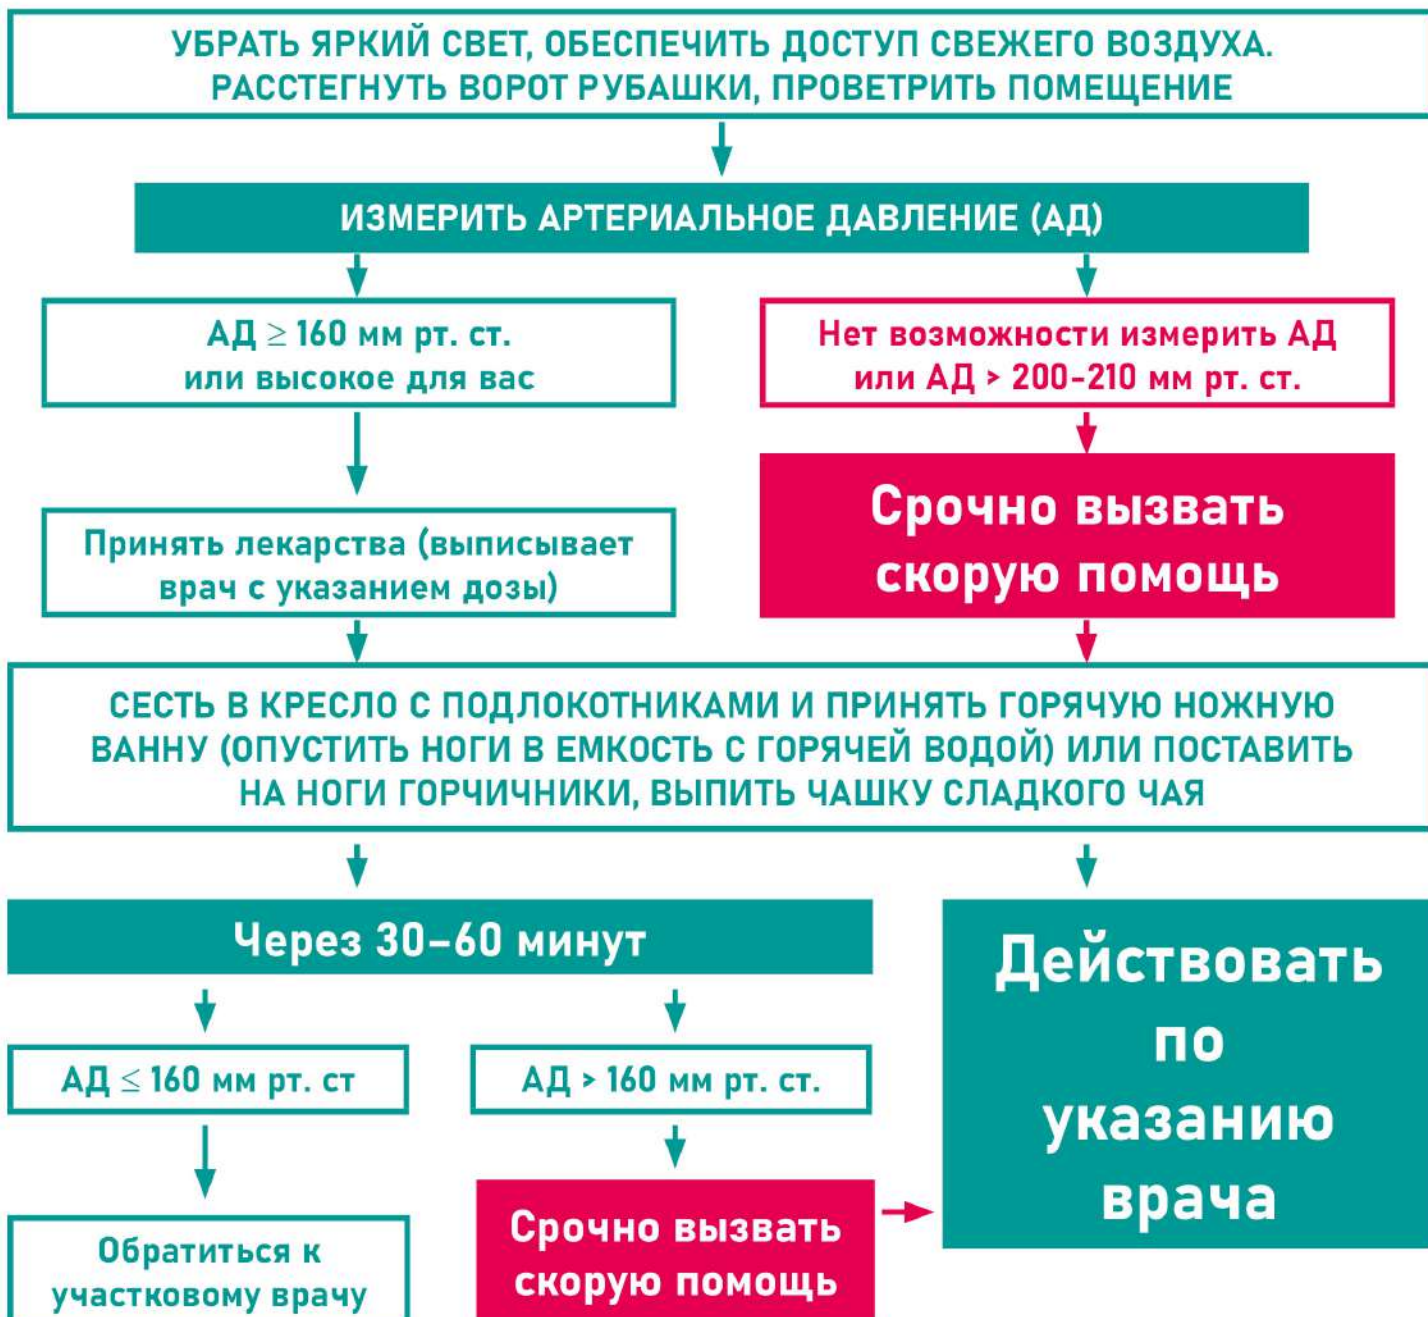 УБРАТЬ ЯРКИЙ СВЕТ, ОБЕСПЕЧИТЬ ДОСТУП СВЕЖЕГО ВОЗДУХА.
РАССТЕГНУТЬ ВОРОТ РУБАШКИ, ПРОВЕТРИТЬ ПОМЕЩЕНИЕ
ИЗМЕРИТЬ АРТЕРИАЛЬНОЕ ДАВЛЕНИЕ (АД)
АД ≥ 160 мм рт. ст.
или высокое для вас
Нет возможности измерить АД
или АД > 200-210 мм рт. ст.
Принять лекарства (выписывает
врач с указанием дозы)
Срочно вызвать
скорую помощь
СЕСТЬ В КРЕСЛО С ПОДЛОКОТНИКАМИ И ПРИНЯТЬ ГОРЯЧУЮ НОЖНУЮ
ВАННУ (ОПУСТИТЬ НОГИ В ЕМКОСТЬ С ГОРЯЧЕЙ ВОДОЙ) ИЛИ ПОСТАВИТЬ
НА НОГИ ГОРЧИЧНИКИ, ВЫПИТЬ ЧАШКУ СЛАДКОГО ЧАЯ
Через 30–60 минут
АД ≤ 160 мм рт. ст
АД > 160 мм рт. ст.
Обратиться к
участковому врачу
Срочно вызвать
скорую помощь
Действовать
по
указанию
врача